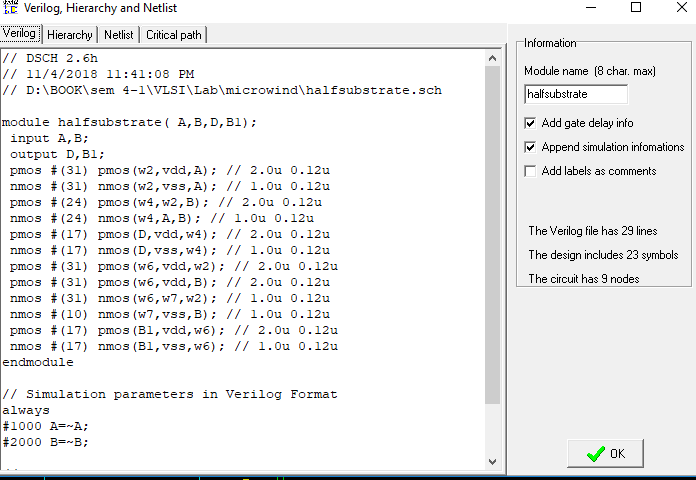 Verilog, Hierarchy and Netlist
Verilog Hierarchy Netlist Critical path
// DSCH 2.6h
// 11/4/2018 11:41:08 PM
// D:\BOOK\sem 4-1\VLSI\Lab\microwind\halfsubstrate.sch
module halfsubstrate( A,B,D,B1);
input A,B;
output D,B1;
pmos #(31) pmos(w2,vdd,A); // 2.0u 0.12u
nmos #(31) nmos(w2,vss,A); // 1.0u 0.12u
pmos #(24) pmos(w4,w2,B); // 2.0u 0.12u
nmos #(24) nmos(w4,A,B); // 1.0u 0.12u
pmos #(17) pmos(D,vdd,w4); // 2.0u 0.12u
nmos #(17) nmos(D,vss,w4); // 1.0u 0.12u
pmos #(31) pmos(w6,vdd,w2); // 2.0u 0.12u
pmos #(31) pmos(w6,vdd,B); // 2.0u 0.12u
nmos #(31) nmos(w6,w7,w2); // 1.0u 0.12u
nmos #(10) nmos(w7,vss,B); // 1.0u 0.12u
pmos #(17) pmos(B1,vdd,w6); // 2.0u 0.12u
nmos #(17) nmos(B1,vss,w6); // 1.0u 0.12u
endmodule
// Simulation parameters in Verilog Format
always
#1000 A=~A;
#2000 B=~B;
Information
Module name (8 char. max)
halfsubstrate
Add gate delay info
Append simulation infomations
Add labels as comments
The Verilog file has 29 lines
The design includes 23 symbols
The circuit has 9 nodes
OK